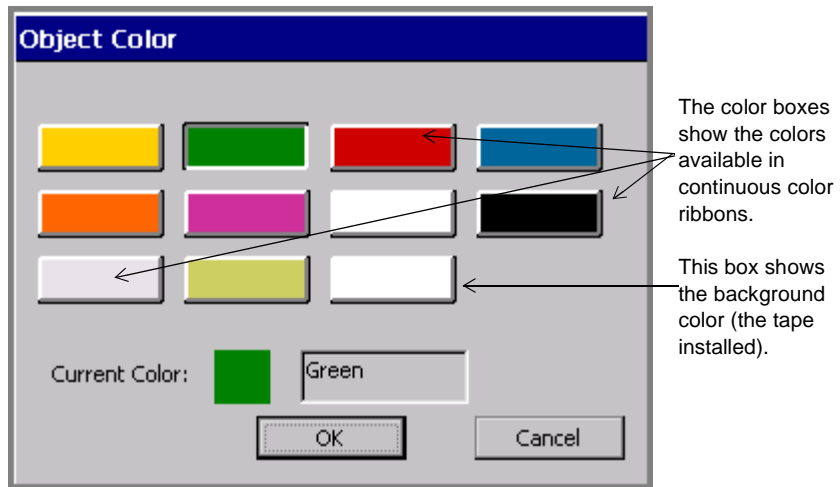 Object Color
The color boxes
show the colors
available in
continuous color
ribbons.
This box shows
the background
color (the tape
installed).
Current Color:
Green
OK
Cancel